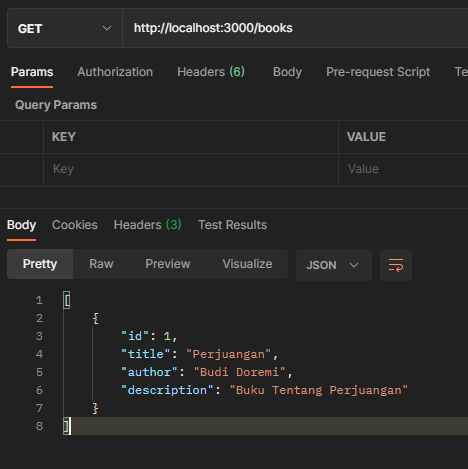 GET http://localhost:3000/books
Params Authorization Headers (6) Body Pre-request Script Te
Query Params
KEY VALUE
Key Value
Body Cookies Headers (3) Test Results
Pretty Raw Preview Visualize JSON
1 [
2 {
3 "id": 1,
4 "title": "Perjuangan",
5 "author": "Budi Doremi",
6 "description": "Buku Tentang Perjuangan"
7 }
8 ]